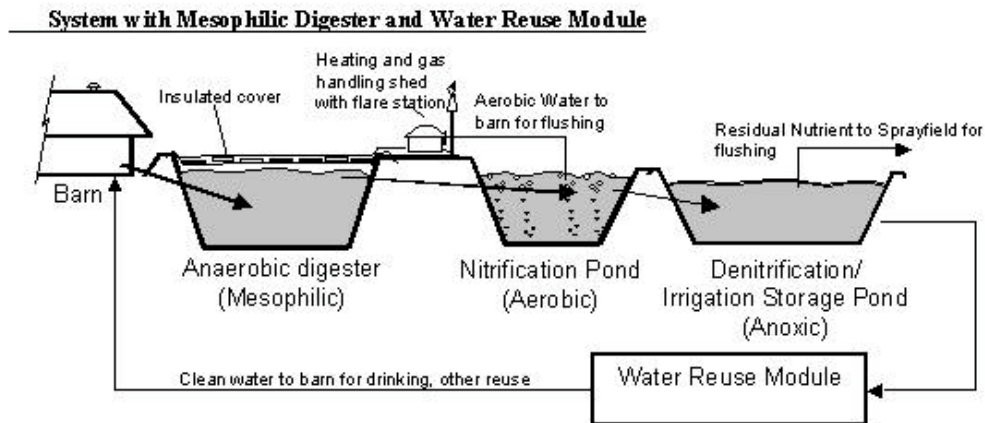 System with Mesophilic Digester and Water Reuse Module
Heating and gas
handling shed
with flare station
Insulated cover
Aerobic Water to
barn for flushing
Residual Nutrient to Sprayfield for
flushing
Barn
Anaerobic digester
(Mesophilic)
Nitrification Pond
(Aerobic)
Denitrification/
Irrigation Storage Pond
(Anoxic)
Clean water to barn for drinking, other reuse
Water Reuse Module